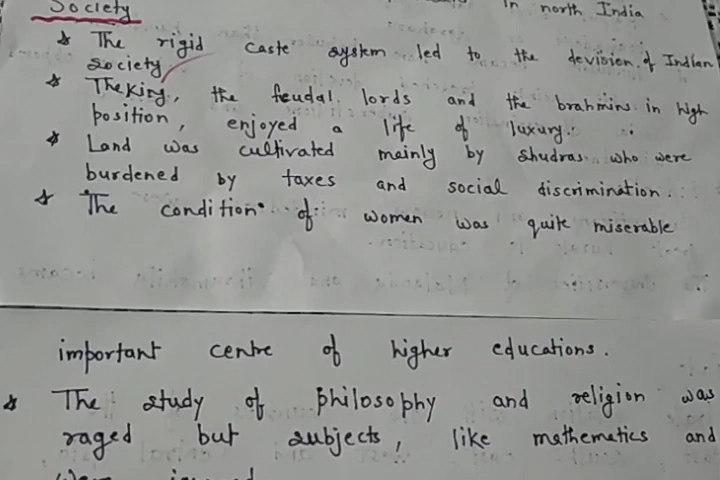 in north India
Society
The rigid caste system led to the devision of Indian
society
The king, the feudal lords and the brahmins in high
position, enjoyed a life of luxury.
Land was cultivated mainly by shudras who were
burdened by taxes and social discrimination.
The condition of women was quite miserable
important centre of higher educations.
The study of philosophy and religion was
raged but subjects, like mathematics and